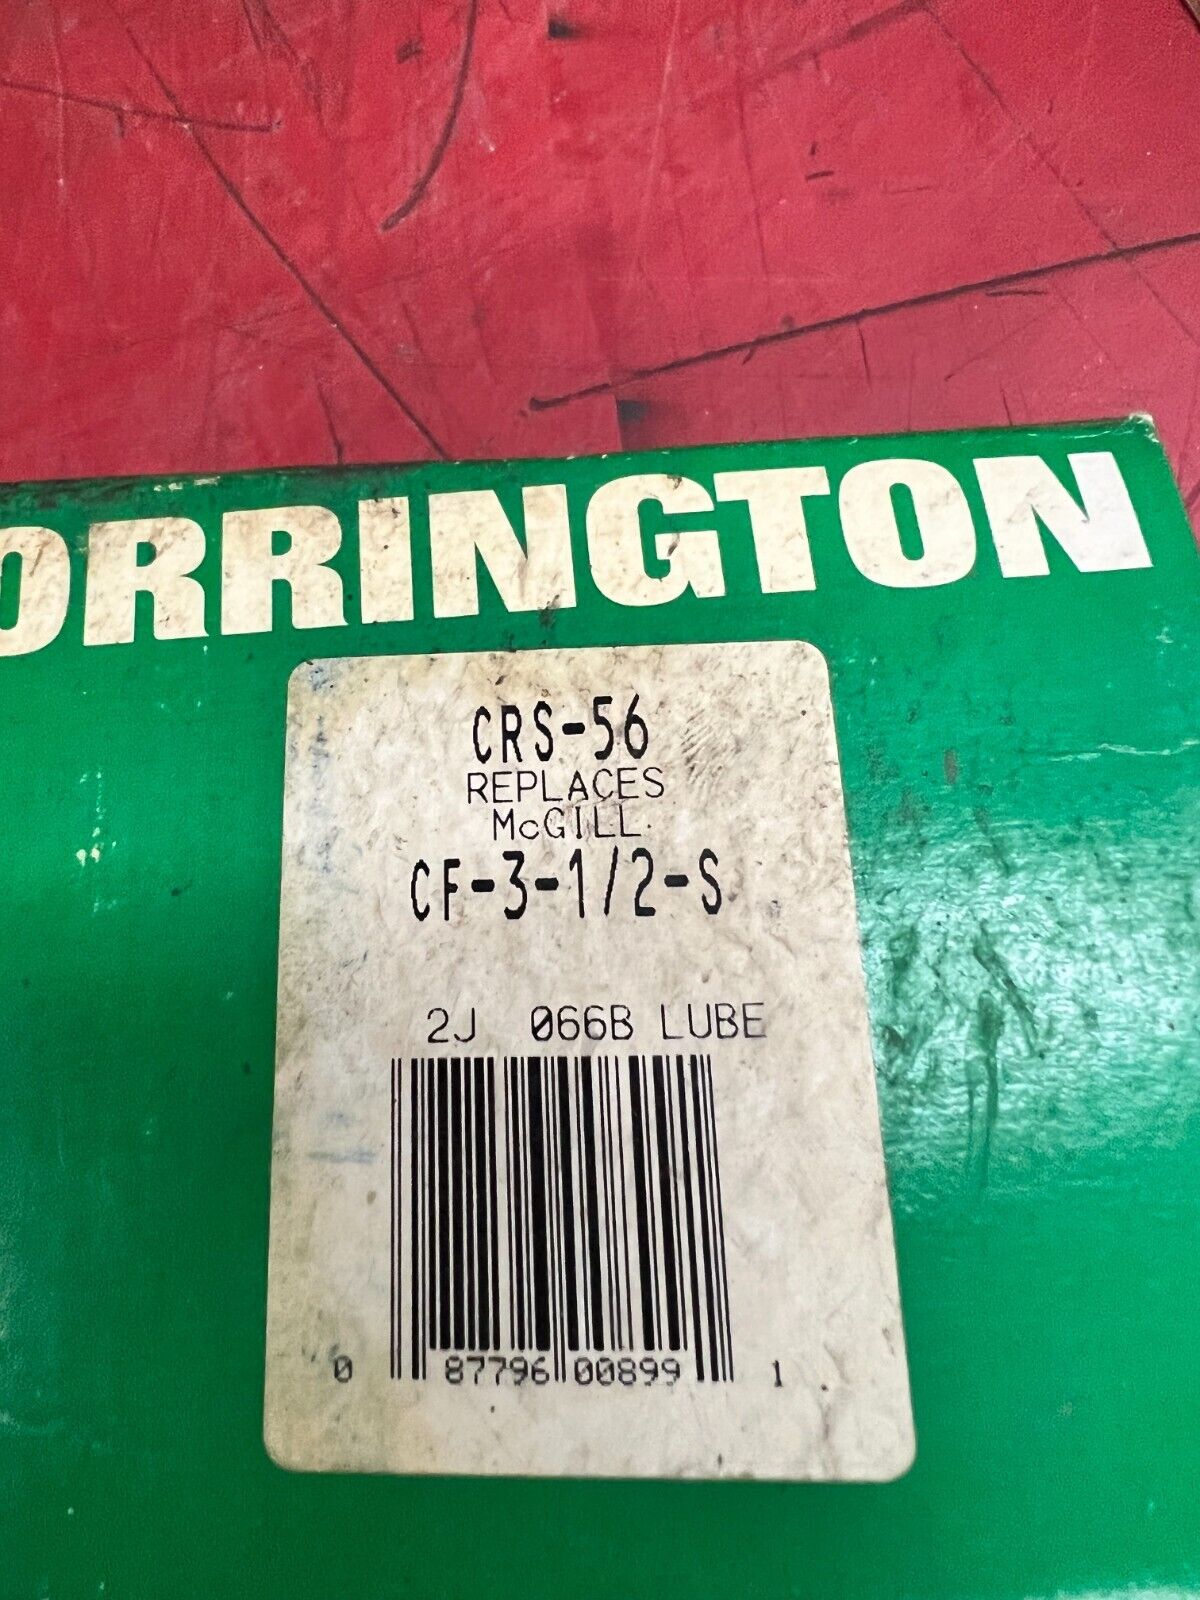 ORRINGTON
CRS-56
REPLACES
McGILL
CF-3-1/2-S
2J 066B LUBE
0 87796 00899 1